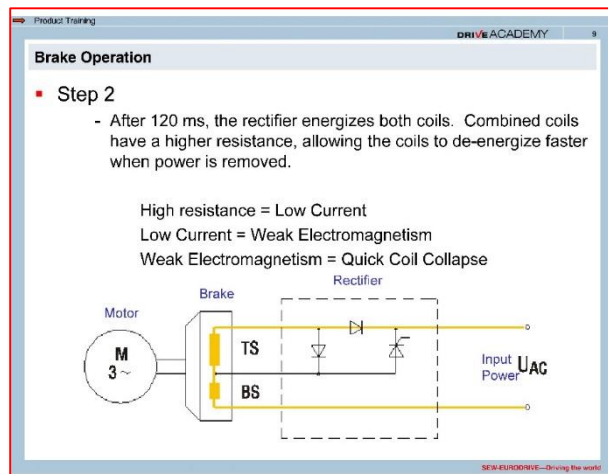 Product Training
DRIVE ACADEMY 9
Brake Operation
▪ Step 2
- After 120 ms, the rectifier energizes both coils. Combined coils
have a higher resistance, allowing the coils to de-energize faster
when power is removed.
High resistance = Low Current
Low Current = Weak Electromagnetism
Weak Electromagnetism = Quick Coil Collapse
Rectifier
Brake
Motor
TS
M
3~
Input
Power UAC
BS
SEW-EURODRIVE—Driving the world